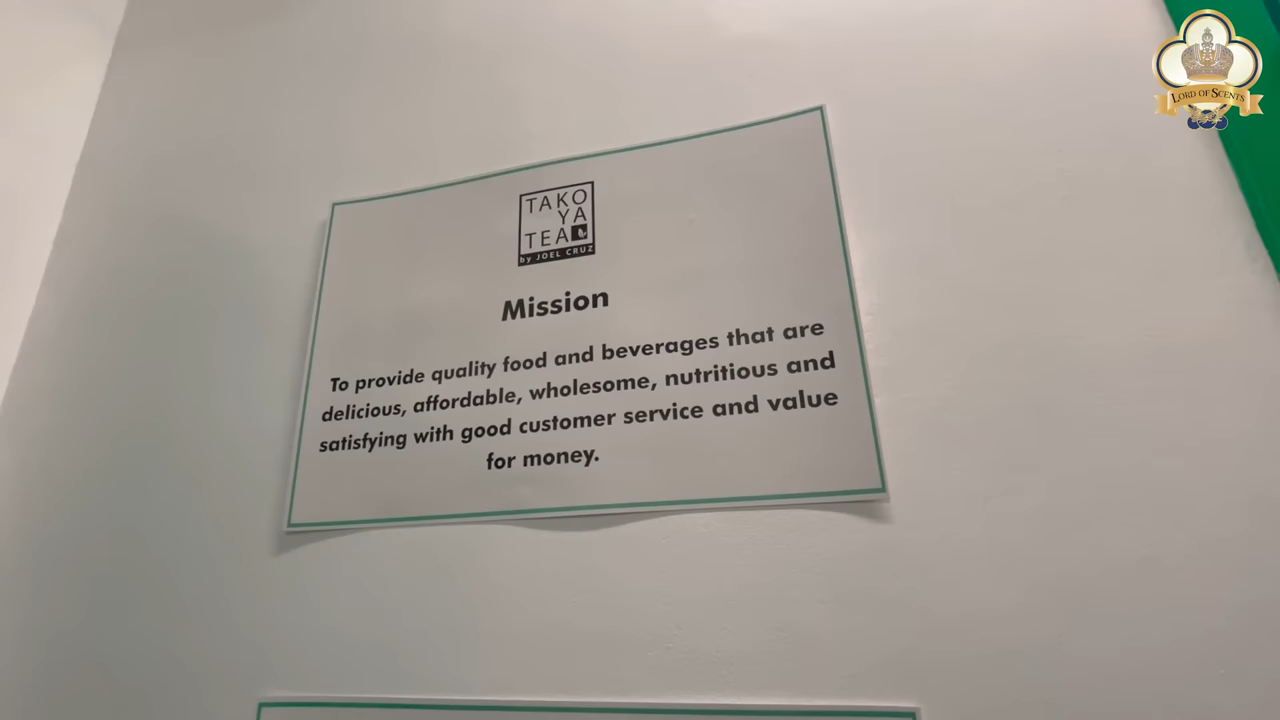 LORD OF SCENTS
TAKO
YA
TEA
by JOEL CRUZ
Mission
To provide quality food and beverages that are
delicious, affordable, wholesome, nutritious and
satisfying with good customer service and value
for money.